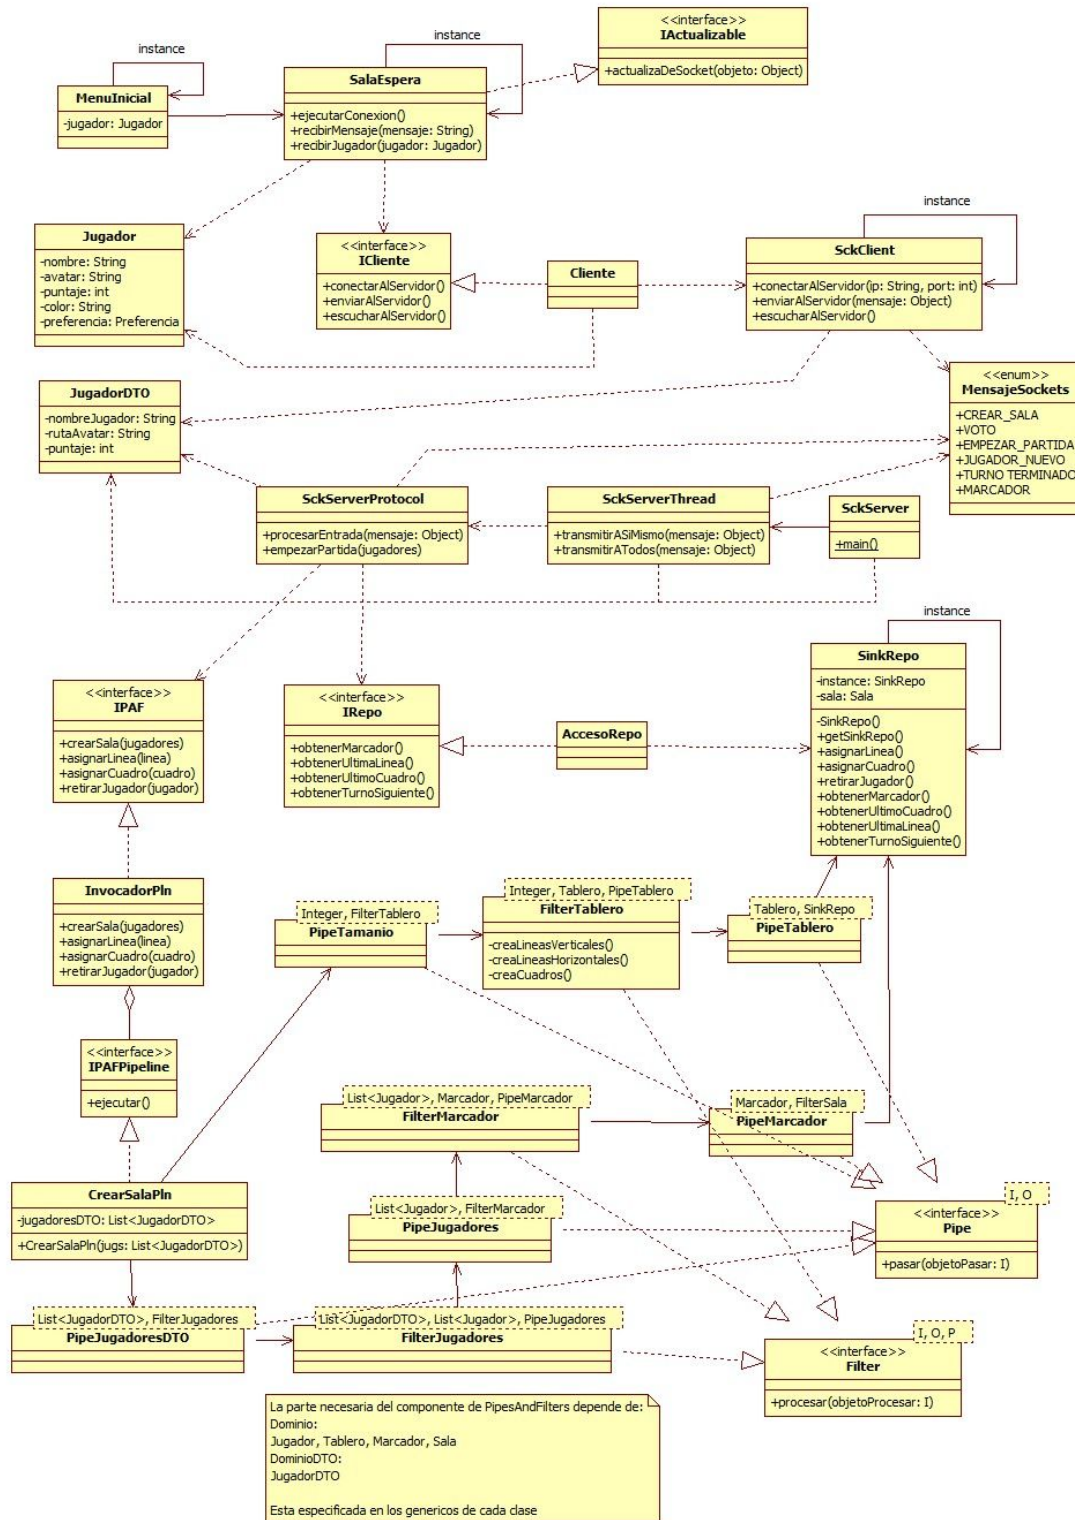 <<interface>>
IActualizable
+actualizaDeSocket(objeto: Object)
instance
instance
SalaEspera
+ejecutarConexion()
+recibirMensaje(mensaje: String)
+recibirJugador(jugador: Jugador)
MenuInicial
-jugador: Jugador
instance
Jugador
-nombre: String
-avatar: String
-puntaje: int
-color: String
-preferencia: Preferencia
<<interface>>
ICliente
+conectarAlServidor()
+enviarAlServidor()
+escucharAlServidor()
Cliente
SckClient
+conectarAlServidor(ip: String, port: int)
+enviarAlServidor(mensaje: Object)
+escucharAlServidor()
JugadorDTO
-nombreJugador: String
-rutaAvatar: String
-puntaje: int
<<enum>>
MensajeSockets
+CREAR_SALA
+VOTO
+EMPEZAR_PARTIDA
+JUGADOR_NUEVO
+TURNO TERMINADO
+MARCADOR
SckServerProtocol
+procesarEntrada(mensaje: Object)
+empezarPartida(jugadores)
SckServerThread
+transmitirASiMismo(mensaje: Object)
+transmitirATodos(mensaje: Object)
SckServer
+main()
instance
SinkRepo
-instance: SinkRepo
-sala: Sala
-SinkRepo()
+getSinkRepo()
+asignarLinea()
+asignarCuadro()
+retirarJugador()
+obtenerMarcador()
+obtenerUltimoCuadro()
+obtenerUltimaLinea()
+obtenerTurnoSiguiente()
<<interface>>
IPAF
+crearSala(jugadores)
+asignarLinea(linea)
+asignarCuadro(cuadro)
+retirarJugador(jugador)
<<interface>>
IRepo
+obtenerMarcador()
+obtenerUltimaLinea()
+obtenerUltimoCuadro()
+obtenerTurnoSiguiente()
AccesoRepo
InvocadorPln
+crearSala(jugadores)
+asignarLinea(linea)
+asignarCuadro(cuadro)
+retirarJugador(jugador)
Integer, FilterTablero
PipeTamanio
Integer, Tablero, PipeTablero
FilterTablero
-creaLineasVerticales()
-creaLineasHorizontales()
-creaCuadros()
Tablero, SinkRepo
PipeTablero
<<interface>>
IPAFPipeline
+ejecutar()
List<Jugador>, Marcador, PipeMarcador
FilterMarcador
Marcador, FilterSala
PipeMarcador
CrearSalaPln
-jugadoresDTO: List<JugadorDTO>
+CrearSalaPln(jugs: List<JugadorDTO>)
List<Jugador>, FilterMarcador
PipeJugadores
I, O
<<interface>>
Pipe
+pasar(objetoPasar: I)
List<JugadorDTO>, FilterJugadores
PipeJugadoresDTO
List<JugadorDTO>, List<Jugador>, PipeJugadores
FilterJugadores
I, O, P
<<interface>>
Filter
+procesar(objetoProcesar: I)
La parte necesaria del componente de PipesAndFilters depende de:
Dominio:
Jugador, Tablero, Marcador, Sala
DominioDTO:
JugadorDTO
Esta especificada en los genericos de cada clase